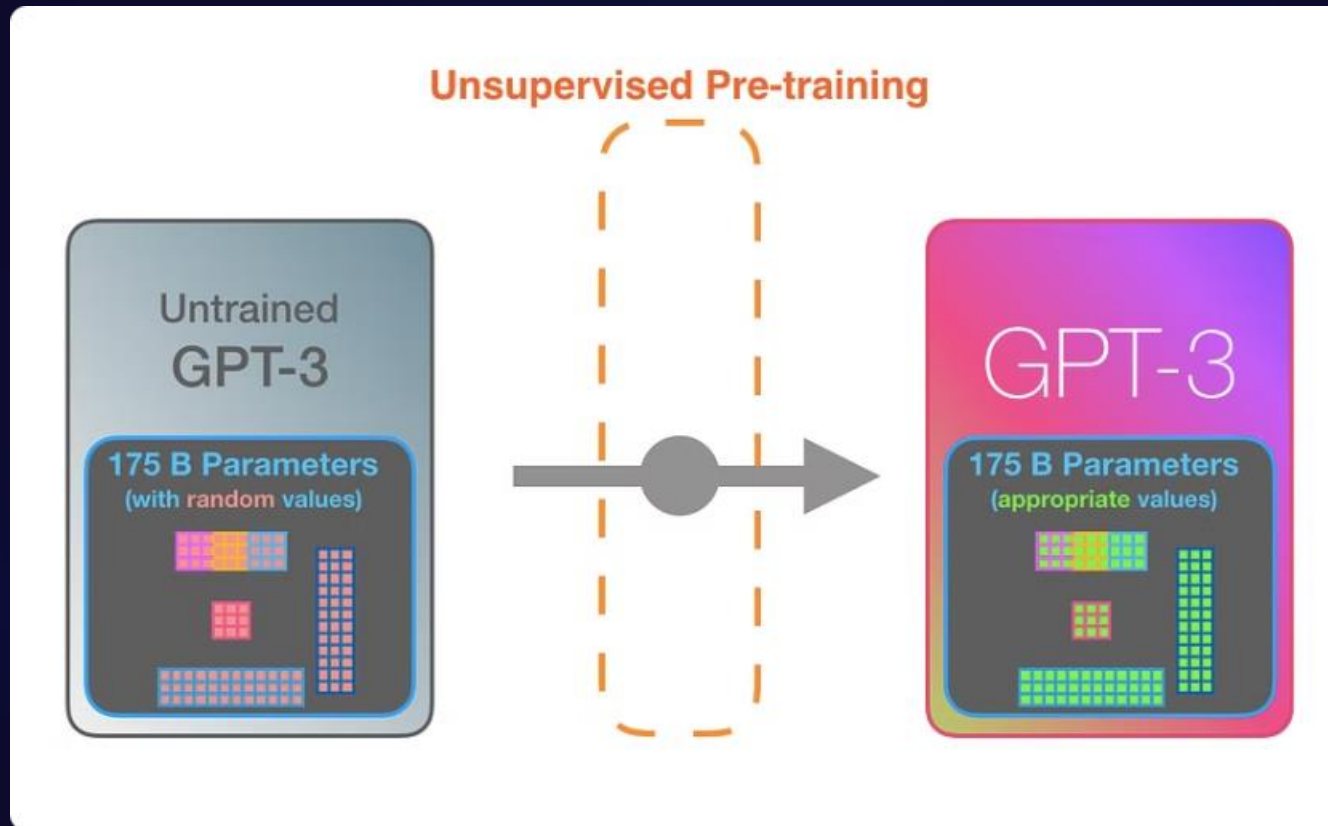 Unsupervised Pre-training
Untrained
GPT-3
175 B Parameters
(with random values)
GPT-3
175 B Parameters
(appropriate values)